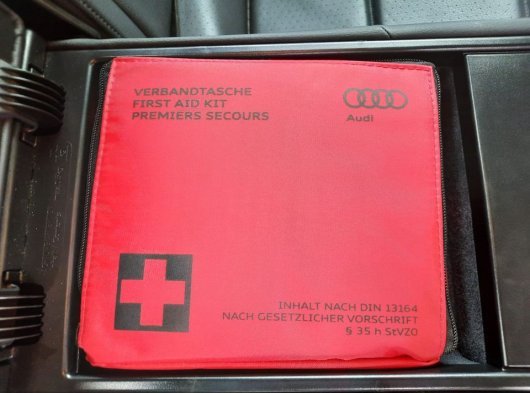 VERBANDTASCHE
FIRST AID KIT
PREMIERS SECOURS
Audi
INHALT NACH DIN 13164
NACH GESETZLICHER VORSCHRIFT
§ 35 h StVZO